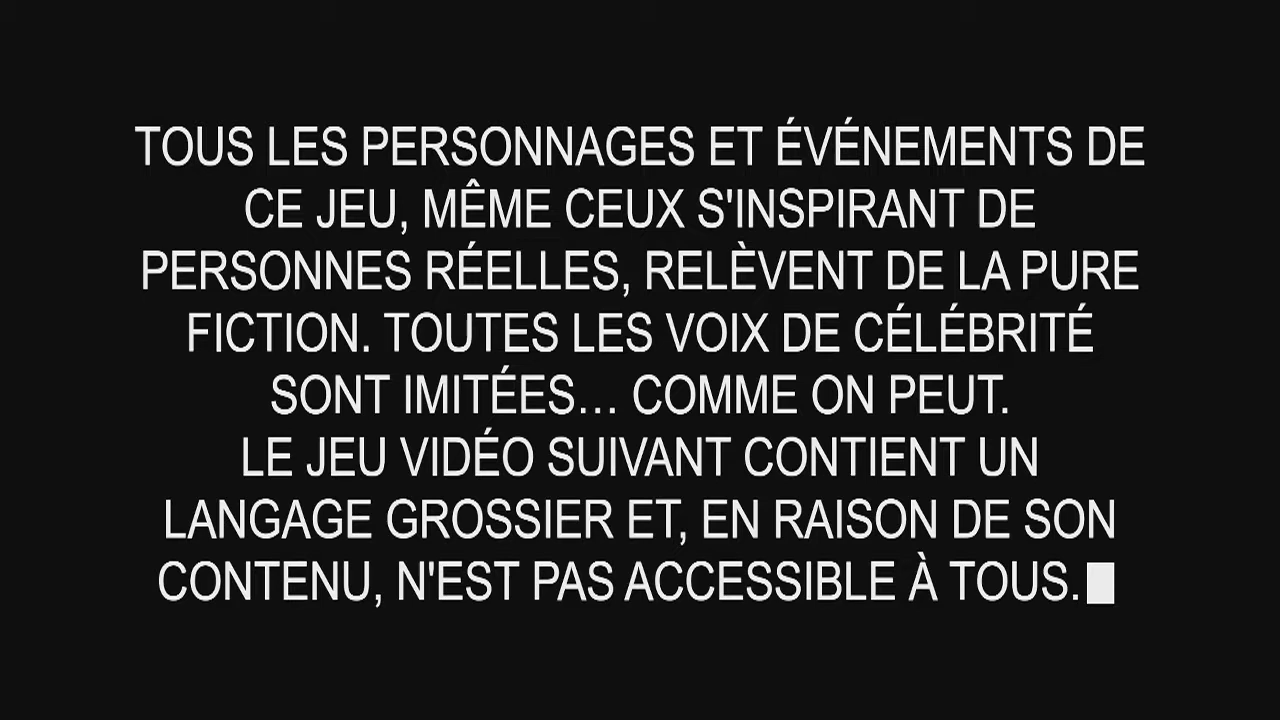 TOUS LES PERSONNAGES ET ÉVÉNEMENTS DE
CE JEU, MÊME CEUX S'INSPIRANT DE
PERSONNES RÉELLES, RELÈVENT DE LA PURE
FICTION. TOUTES LES VOIX DE CÉLÉBRITÉ
SONT IMITÉES... COMME ON PEUT.
LE JEU VIDÉO SUIVANT CONTIENT UN
LANGAGE GROSSIER ET, EN RAISON DE SON
CONTENU, N'EST PAS ACCESSIBLE À TOUS.